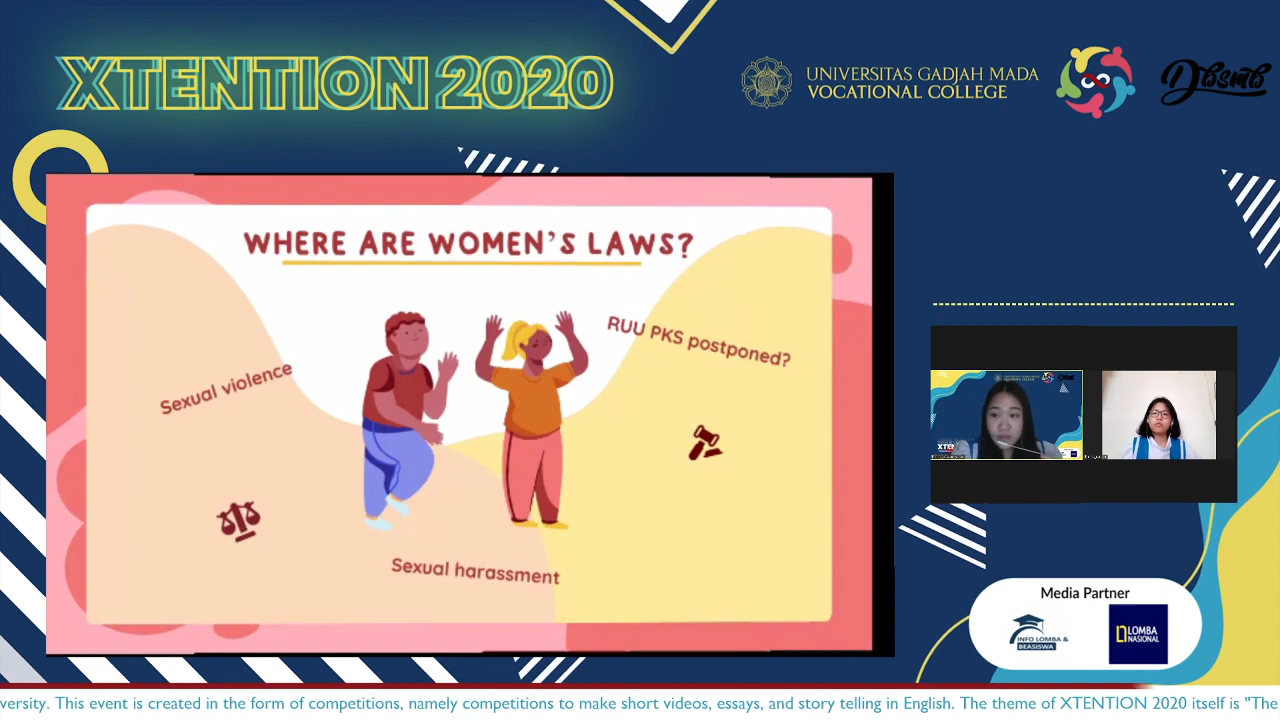 XTENTION 2020
UNIVERSITAS GADJAH MADA
VOCATIONAL COLLEGE
Dbsmb
WHERE ARE WOMEN'S LAWS?
RUU PKS postponed?
Sexual violence
Sexual harassment
Media Partner
INFO LOMBA &
BEASISWA
LOMBA
NASIONAL
versity. This event is created in the form of competitions, namely competitions to make short videos, essays, and story telling in English. The theme of XTENTION 2020 itself is "The